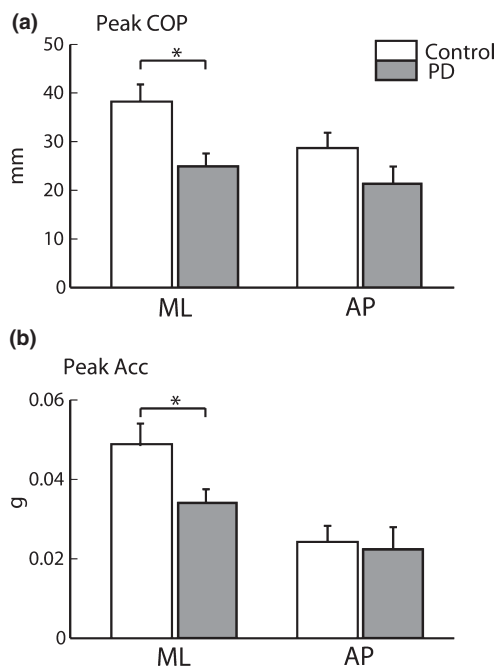 (a) Peak COP
50
*
Control
PD
40
30
mm
20
10
0
ML AP
(b)
Peak Acc
0.06
*
0.04
g
0.02
0
ML AP